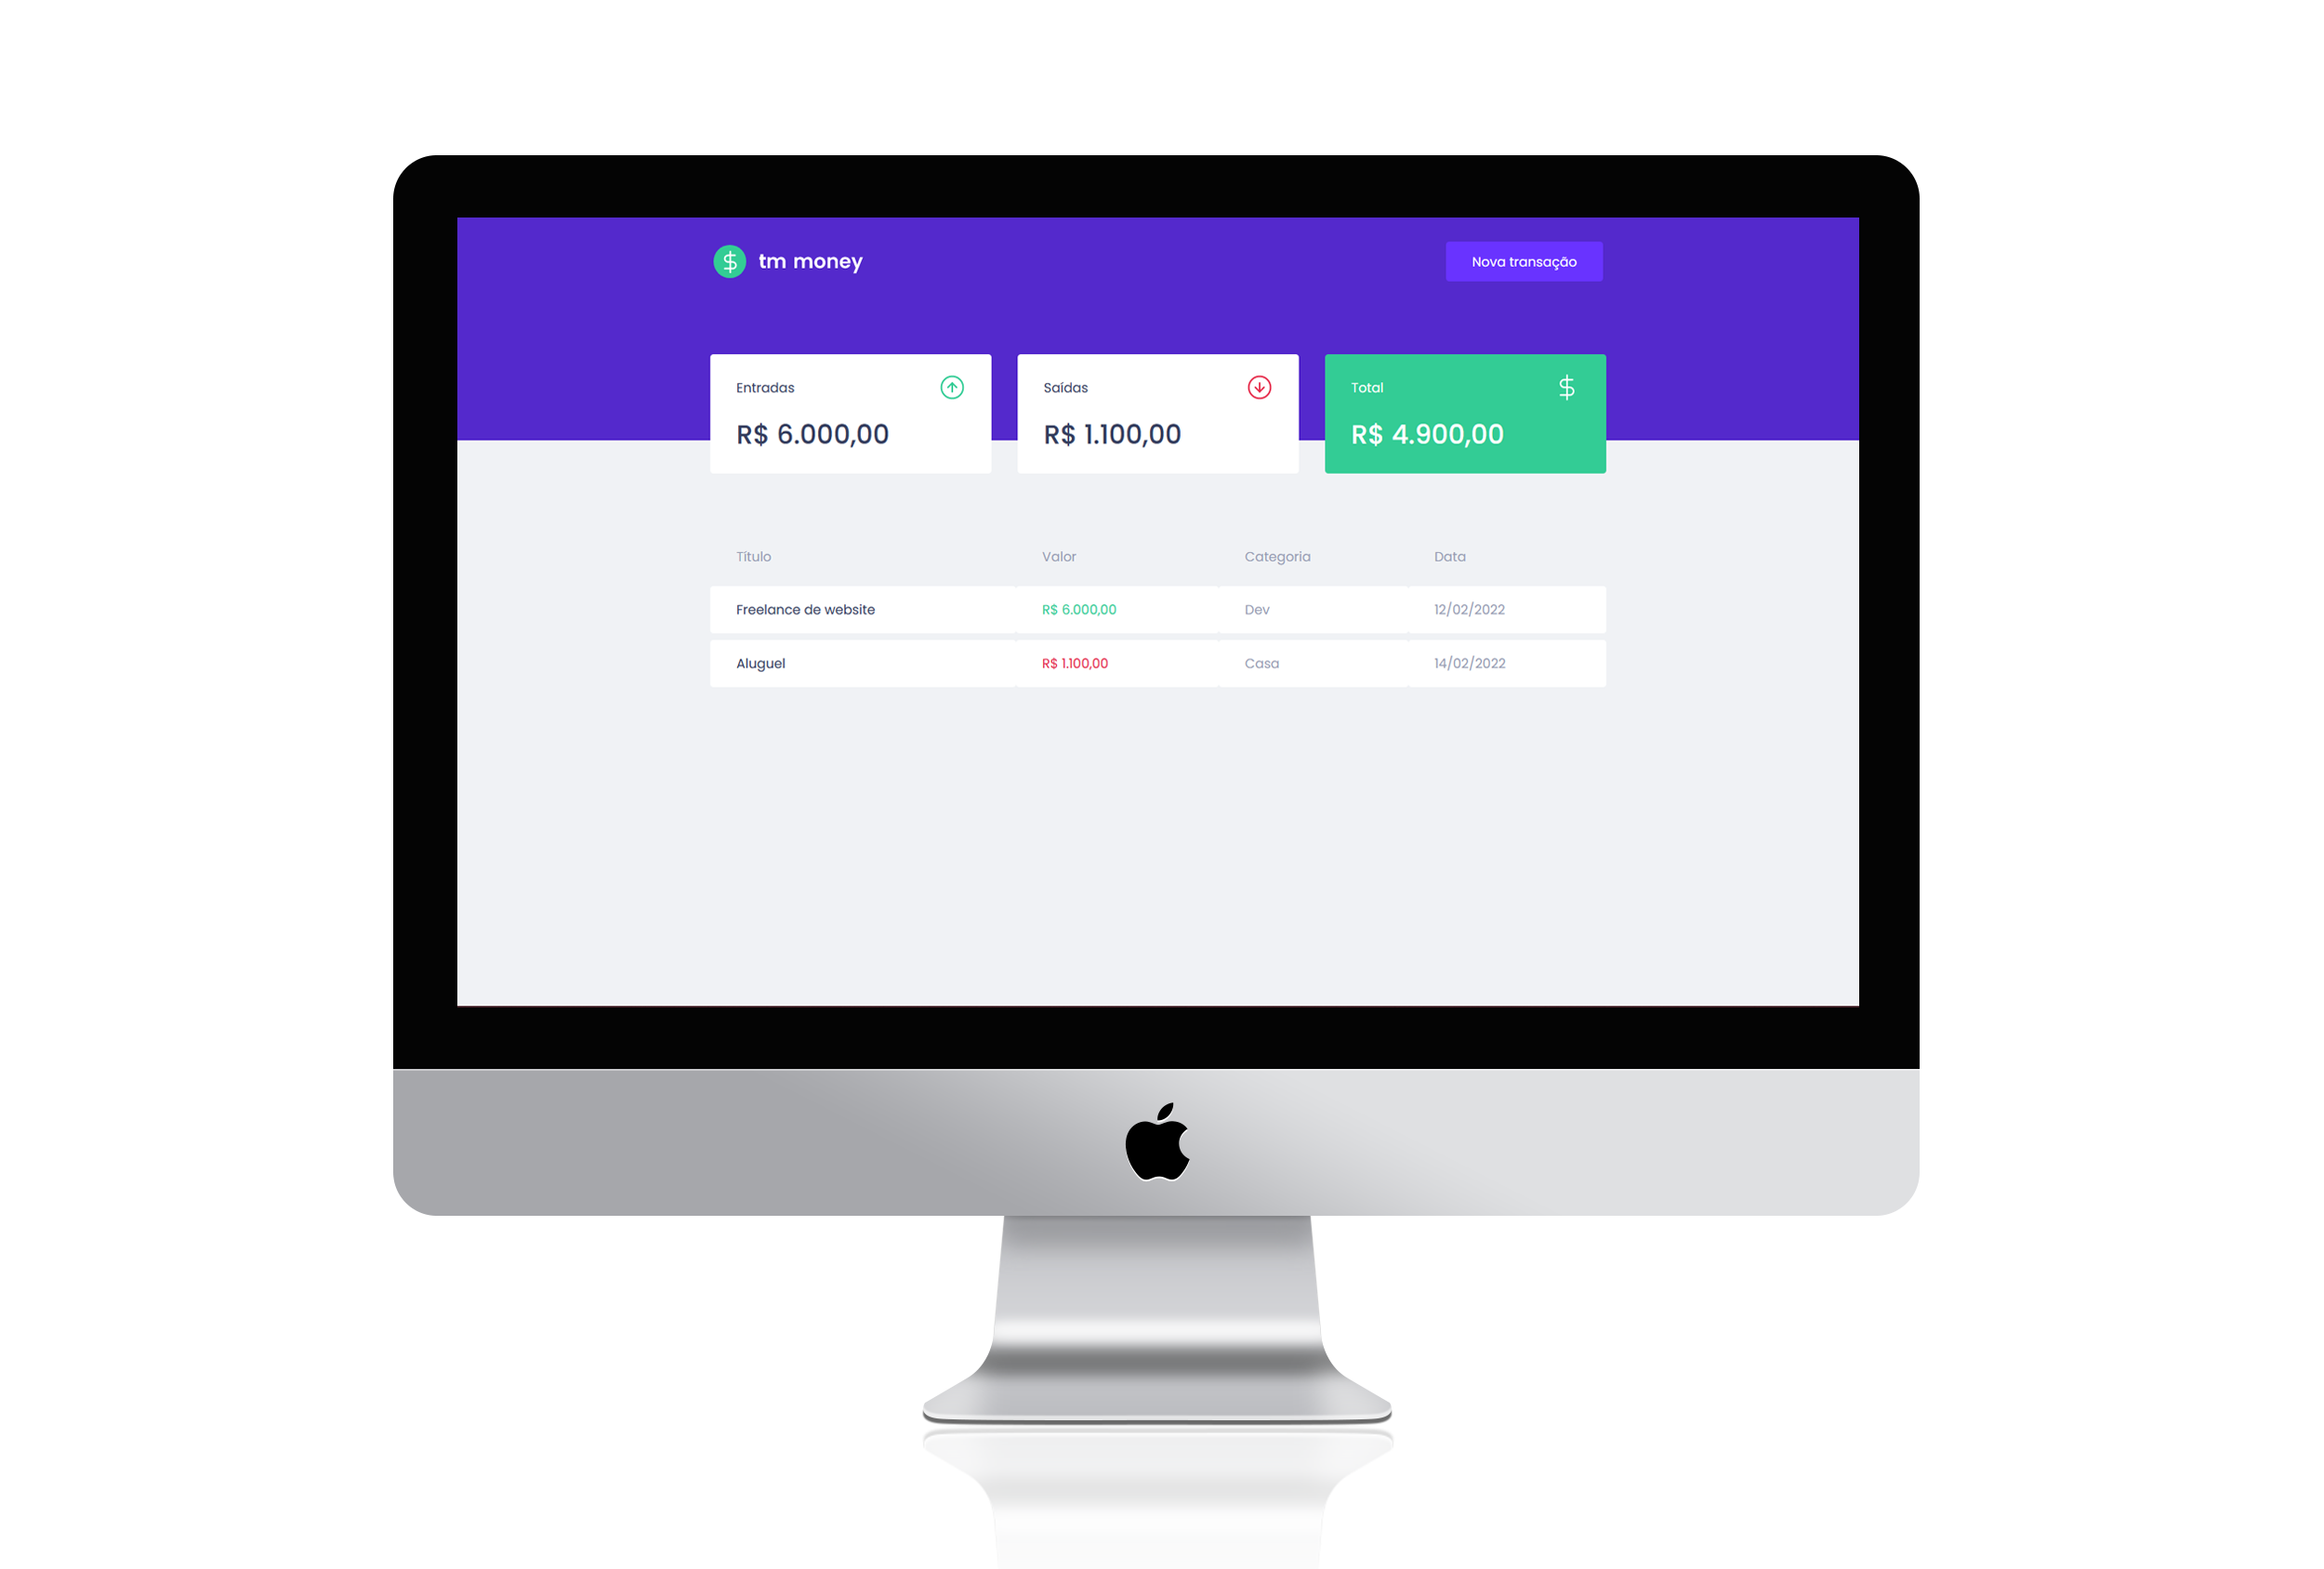 tm money
Nova transação
Entradas
R$ 6.000,00
Saídas
R$ 1.100,00
Total
R$ 4.900,00
Título Valor Categoria Data
Freelance de website R$ 6.000,00 Dev 12/02/2022
Aluguel R$ 1.100,00 Casa 14/02/2022